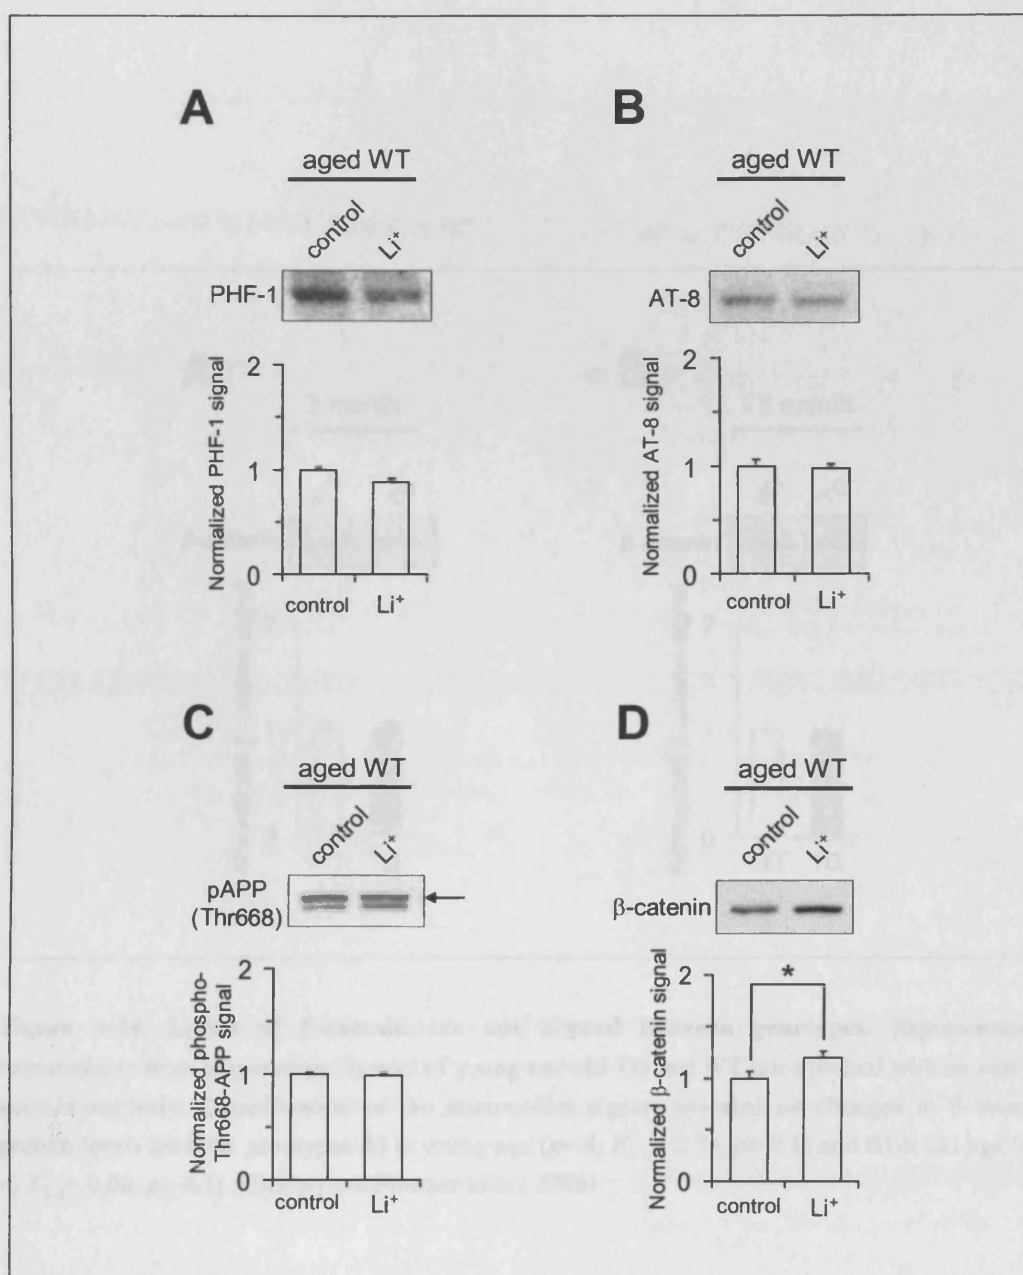 A
aged WT
control
Li⁺
PHF-1
Normalized PHF-1 signal
2
1
0
control
Li⁺
B
aged WT
control
Li⁺
AT-8
Normalized AT-8 signal
2
1
0
control
Li⁺
C
aged WT
control
Li⁺
pAPP
(Thr668)
Normalized phospho-
Thr668-APP signal
2
1
0
control
Li⁺
D
aged WT
control
Li⁺
β-catenin
Normalized β-catenin signal
2
1
0
*
control
Li⁺